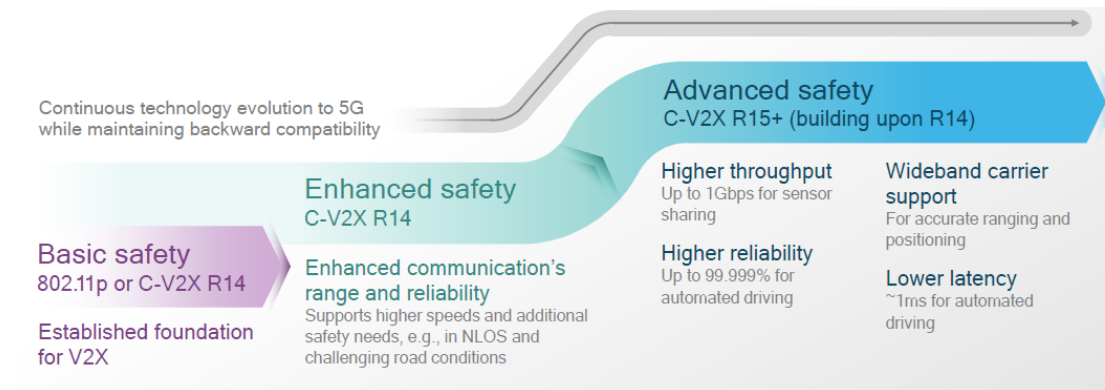 Continuous technology evolution to 5G
while maintaining backward compatibility
Basic safety
802.11p or C-V2X R14
Established foundation
for V2X
Enhanced safety
C-V2X R14
Enhanced communication's
range and reliability
Supports higher speeds and additional
safety needs, e.g., in NLOS and
challenging road conditions
Advanced safety
C-V2X R15+ (building upon R14)
Higher throughput
Up to 1Gbps for sensor
sharing
Higher reliability
Up to 99.999% for
automated driving
Wideband carrier
support
For accurate ranging and
positioning
Lower latency
~1ms for automated
driving